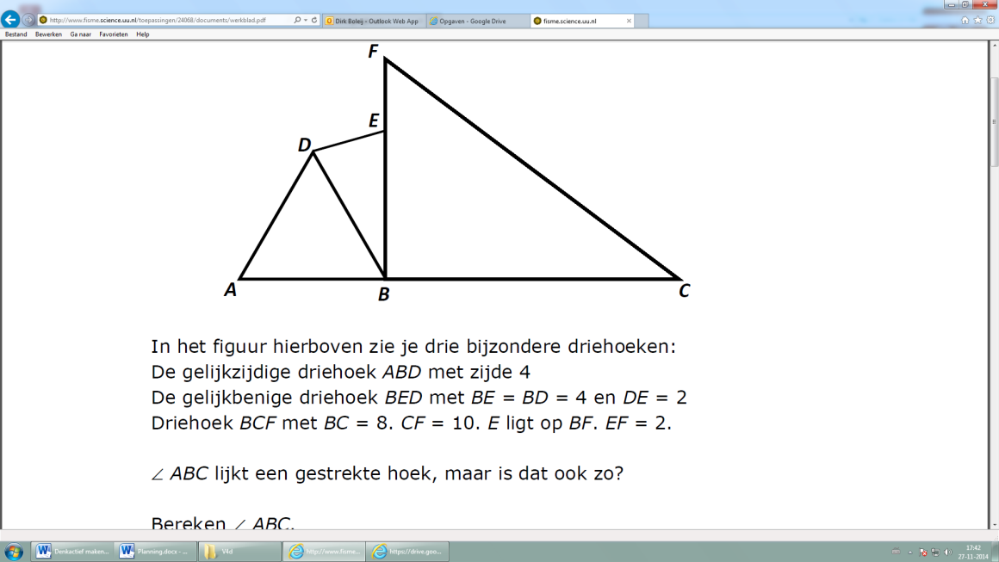 http://www.fisme.science.uu.nl/toepassingen/24068/documents/werkblad.pdf
Dirk Boleij - Outlook Web App
Opgaven - Google Drive
fisme.science.uu.nl
Bestand Bewerken Ga naar Favorieten Help
F
E
D
A
B
C
In het figuur hierboven zie je drie bijzondere driehoeken:
De gelijkzijdige driehoek ABD met zijde 4
De gelijkbenige driehoek BED met BE = BD = 4 en DE = 2
Driehoek BCF met BC = 8. CF = 10. E ligt op BF. EF = 2.
∠ ABC lijkt een gestrekte hoek, maar is dat ook zo?
Bereken ∠ ABC.
Denkactief maken...
Planning.docx - ...
V4d
http://www.fisme...
https://drive.goo...
17:42
27-11-2014